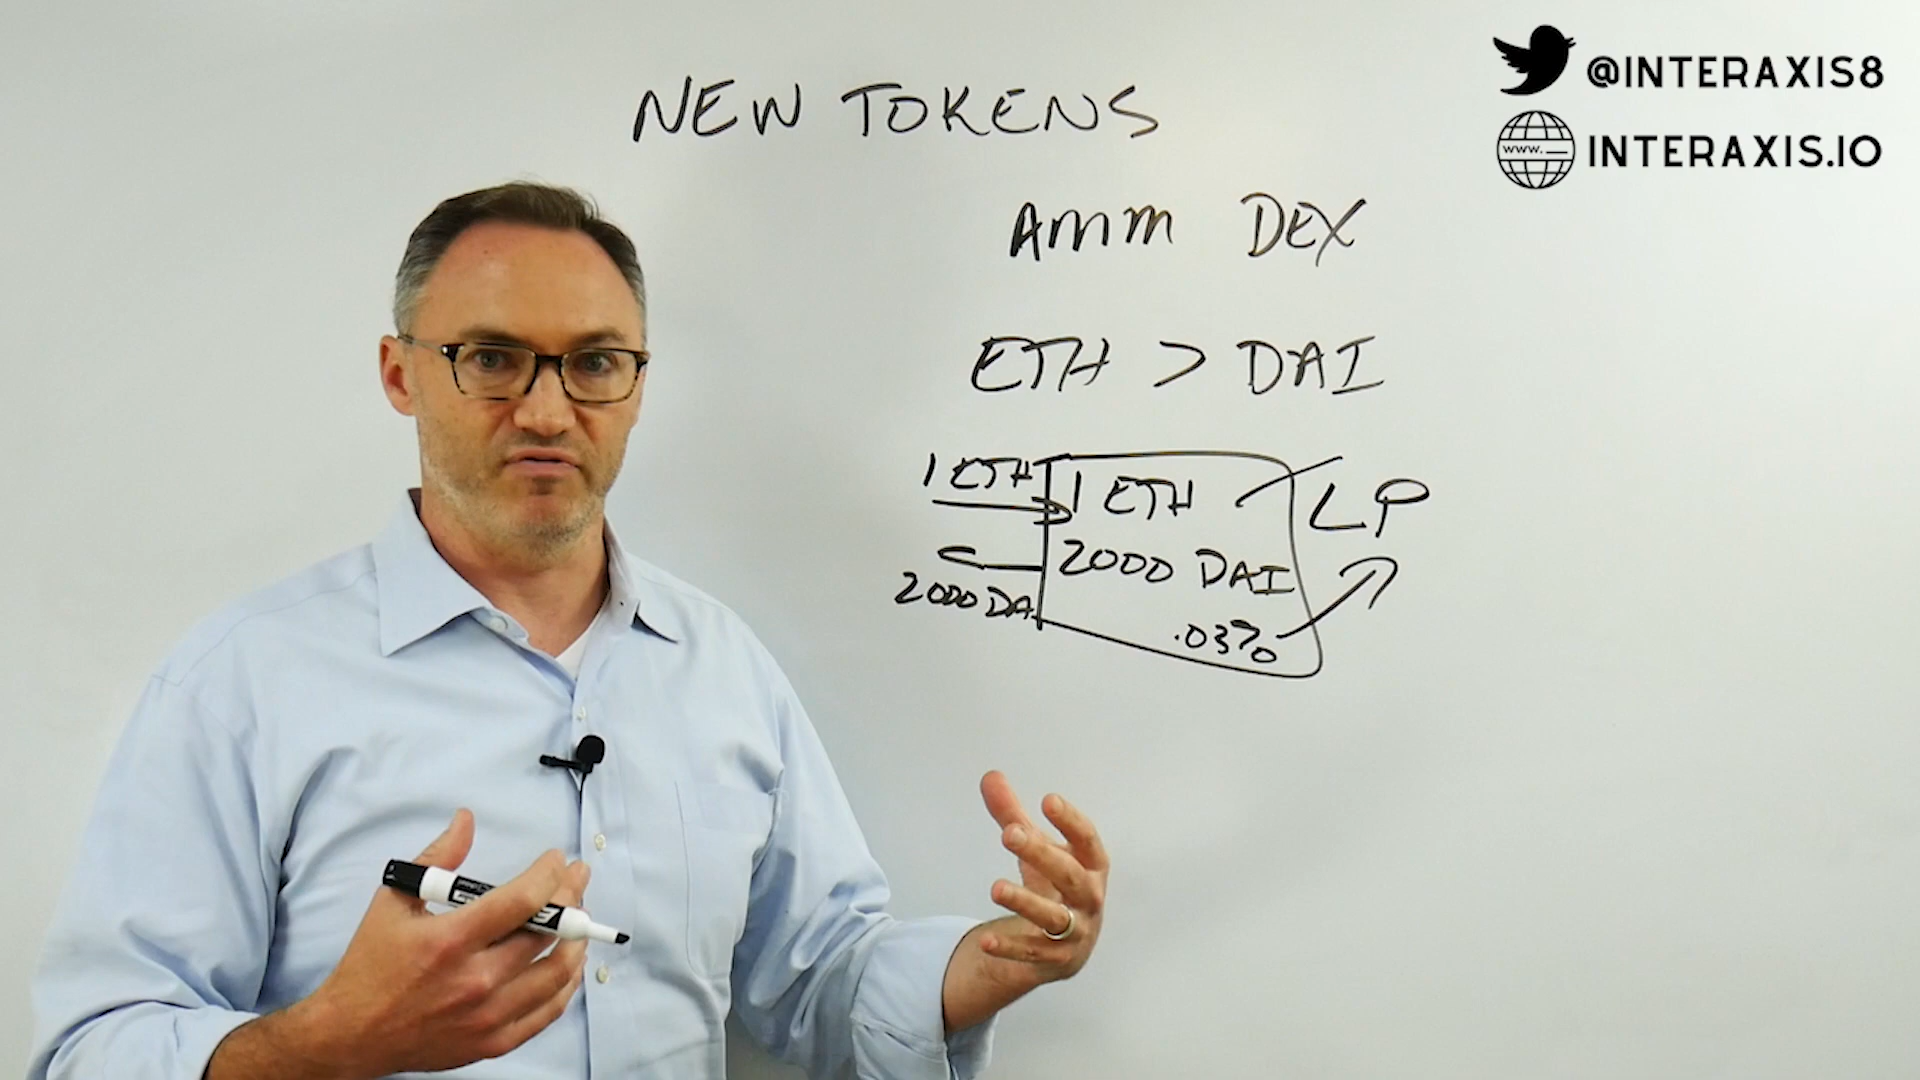 NEW TOKENS
@INTERAXIS8
www.
INTERAXIS.IO
AMM DEX
ETH > DAI
1 ETH
1 ETH
LP
2000 DAI
2000 DA
.03%